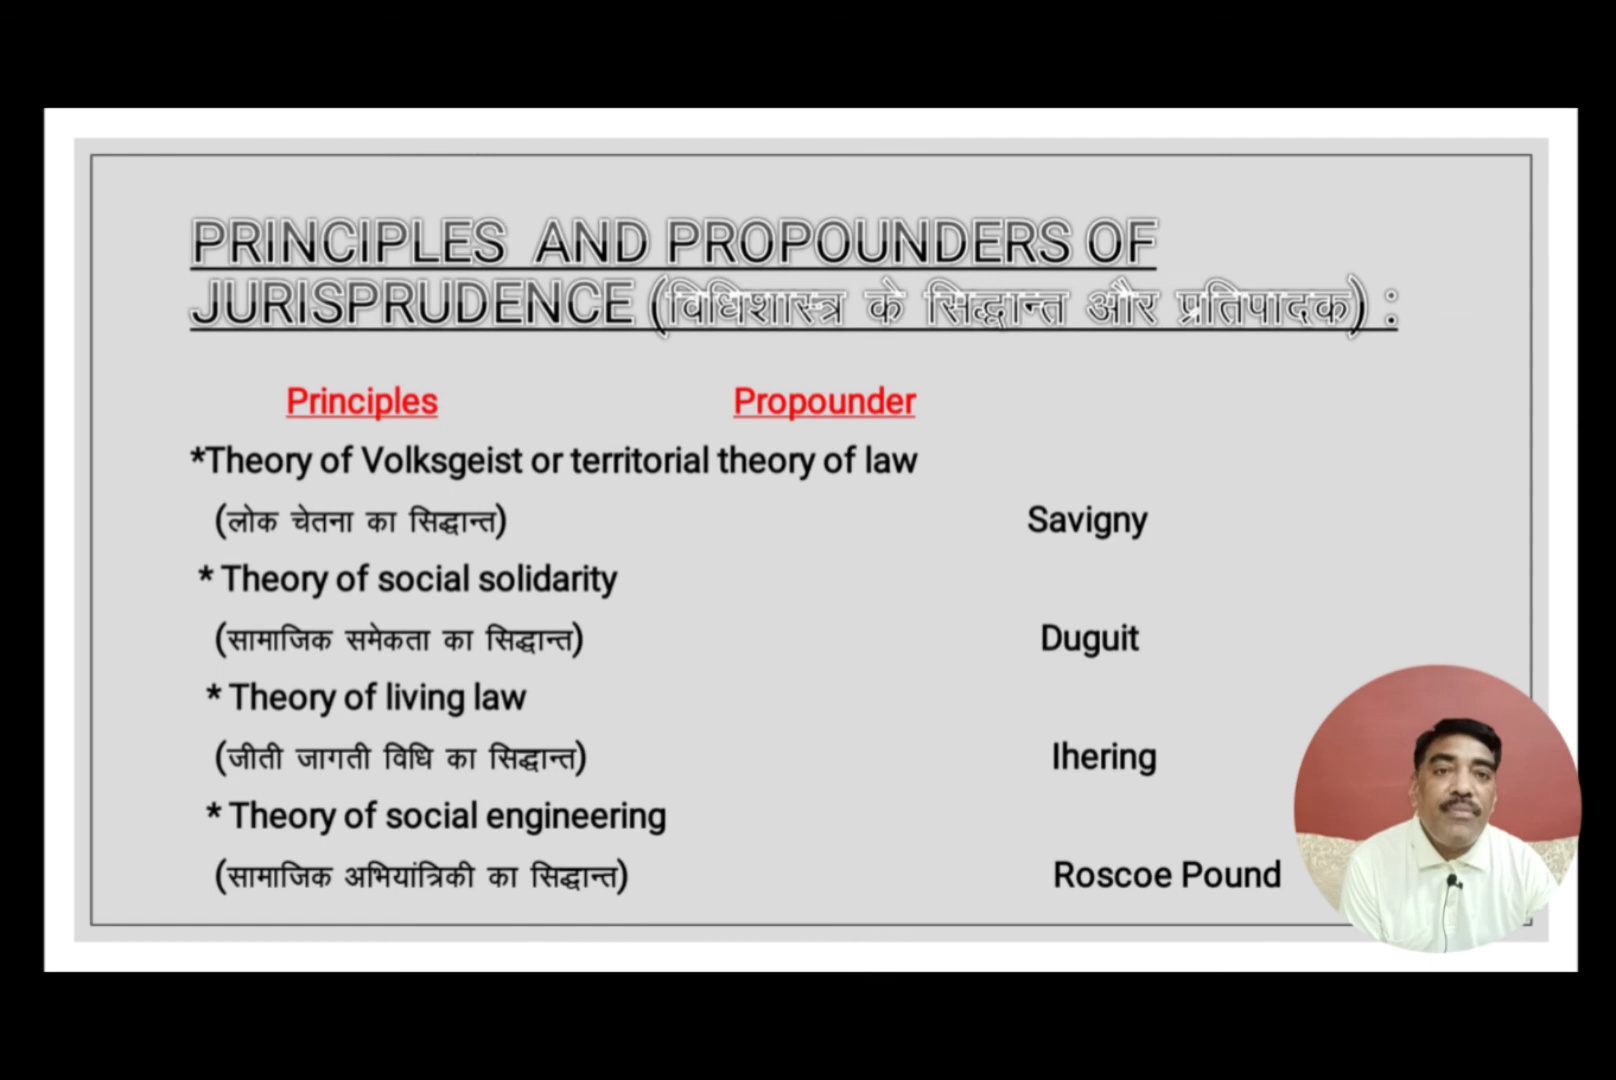 PRINCIPLES AND PROPOUNDERS OF
JURISPRUDENCE (विधिशास्त्र के सिद्धान्त और प्रतिपादक) :
Principles Propounder
*Theory of Volksgeist or territorial theory of law
(लोक चेतना का सिद्धान्त) Savigny
* Theory of social solidarity
(सामाजिक समेकता का सिद्धान्त) Duguit
* Theory of living law
(जीती जागती विधि का सिद्धान्त) Ihering
* Theory of social engineering
(सामाजिक अभियांत्रिकी का सिद्धान्त) Roscoe Pound